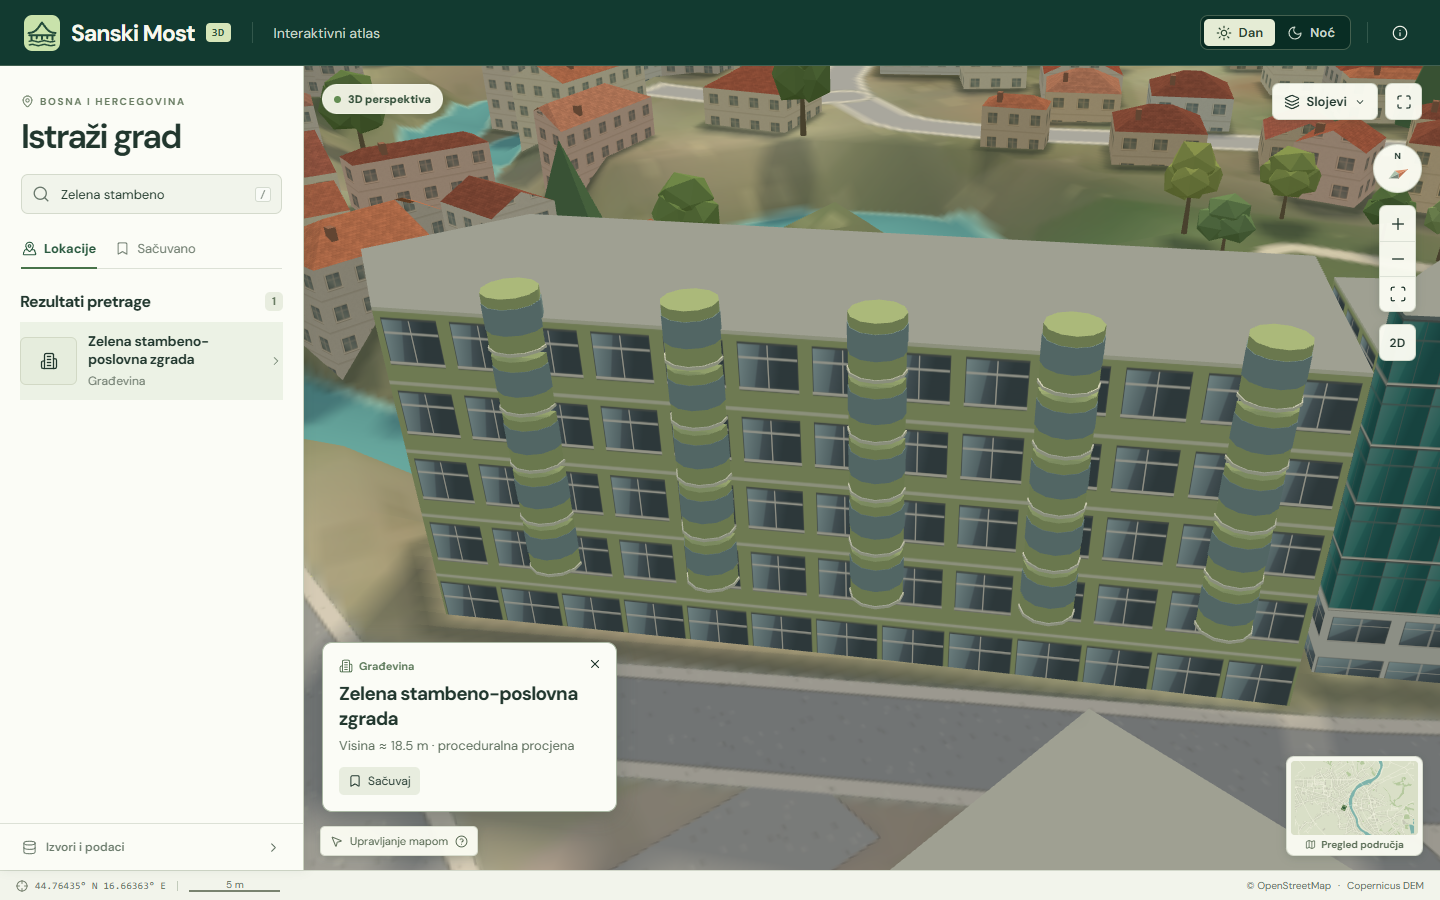 Sanski Most
3D
Interaktivni atlas
Dan
Noć
BOSNA I HERCEGOVINA
Istraži grad
Zelena stambeno
/
Lokacije
Sačuvano
Rezultati pretrage
1
Zelena stambeno-
poslovna zgrada
Građevina
Izvori i podaci
3D perspektiva
Slojevi
N
2D
Građevina
Zelena stambeno-poslovna
zgrada
Visina ≈ 18.5 m · proceduralna procjena
Sačuvaj
Upravljanje mapom
Pregled područja
44.76435° N 16.66363° E
5 m
© OpenStreetMap · Copernicus DEM